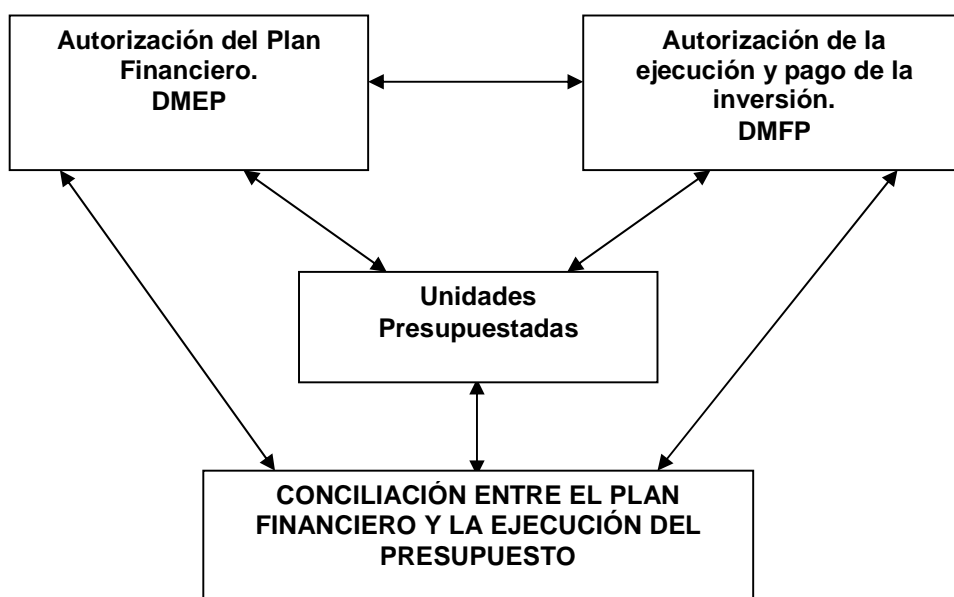 Autorización del Plan
Financiero.
DMEP
Autorización de la
ejecución y pago de la
inversión.
DMFP
Unidades
Presupuestadas
CONCILIACIÓN ENTRE EL PLAN
FINANCIERO Y LA EJECUCIÓN DEL
PRESUPUESTO